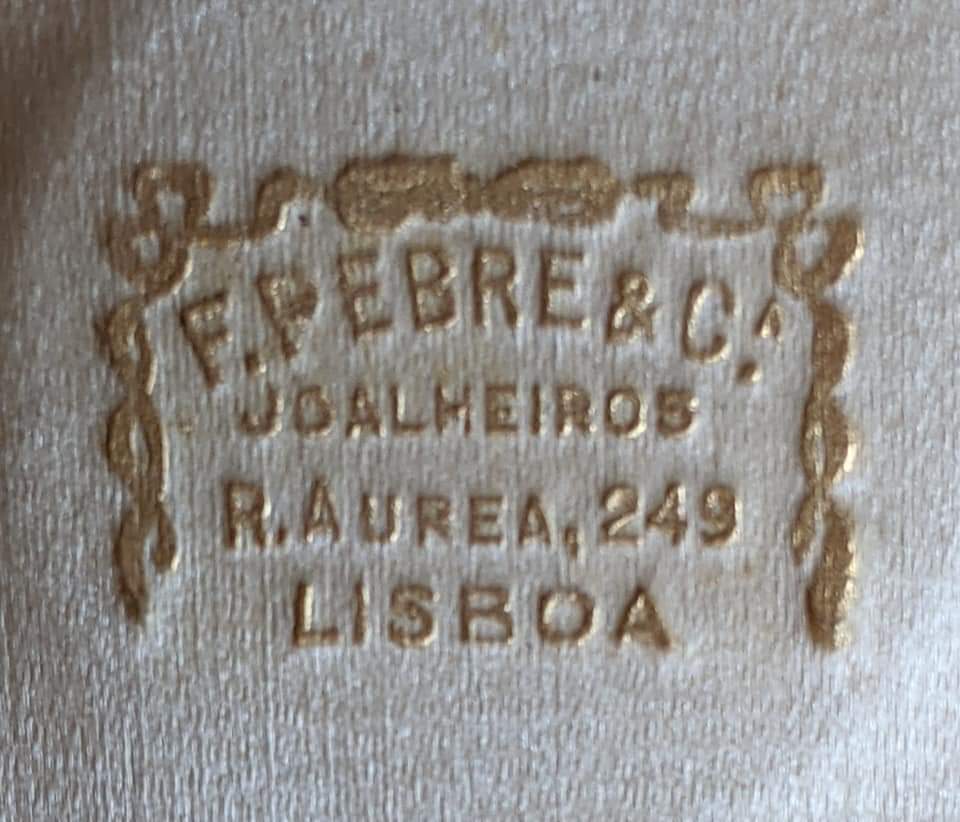 F. PEBRE & C.ª
JOALHEIROS
R. AUREA, 249
LISBOA